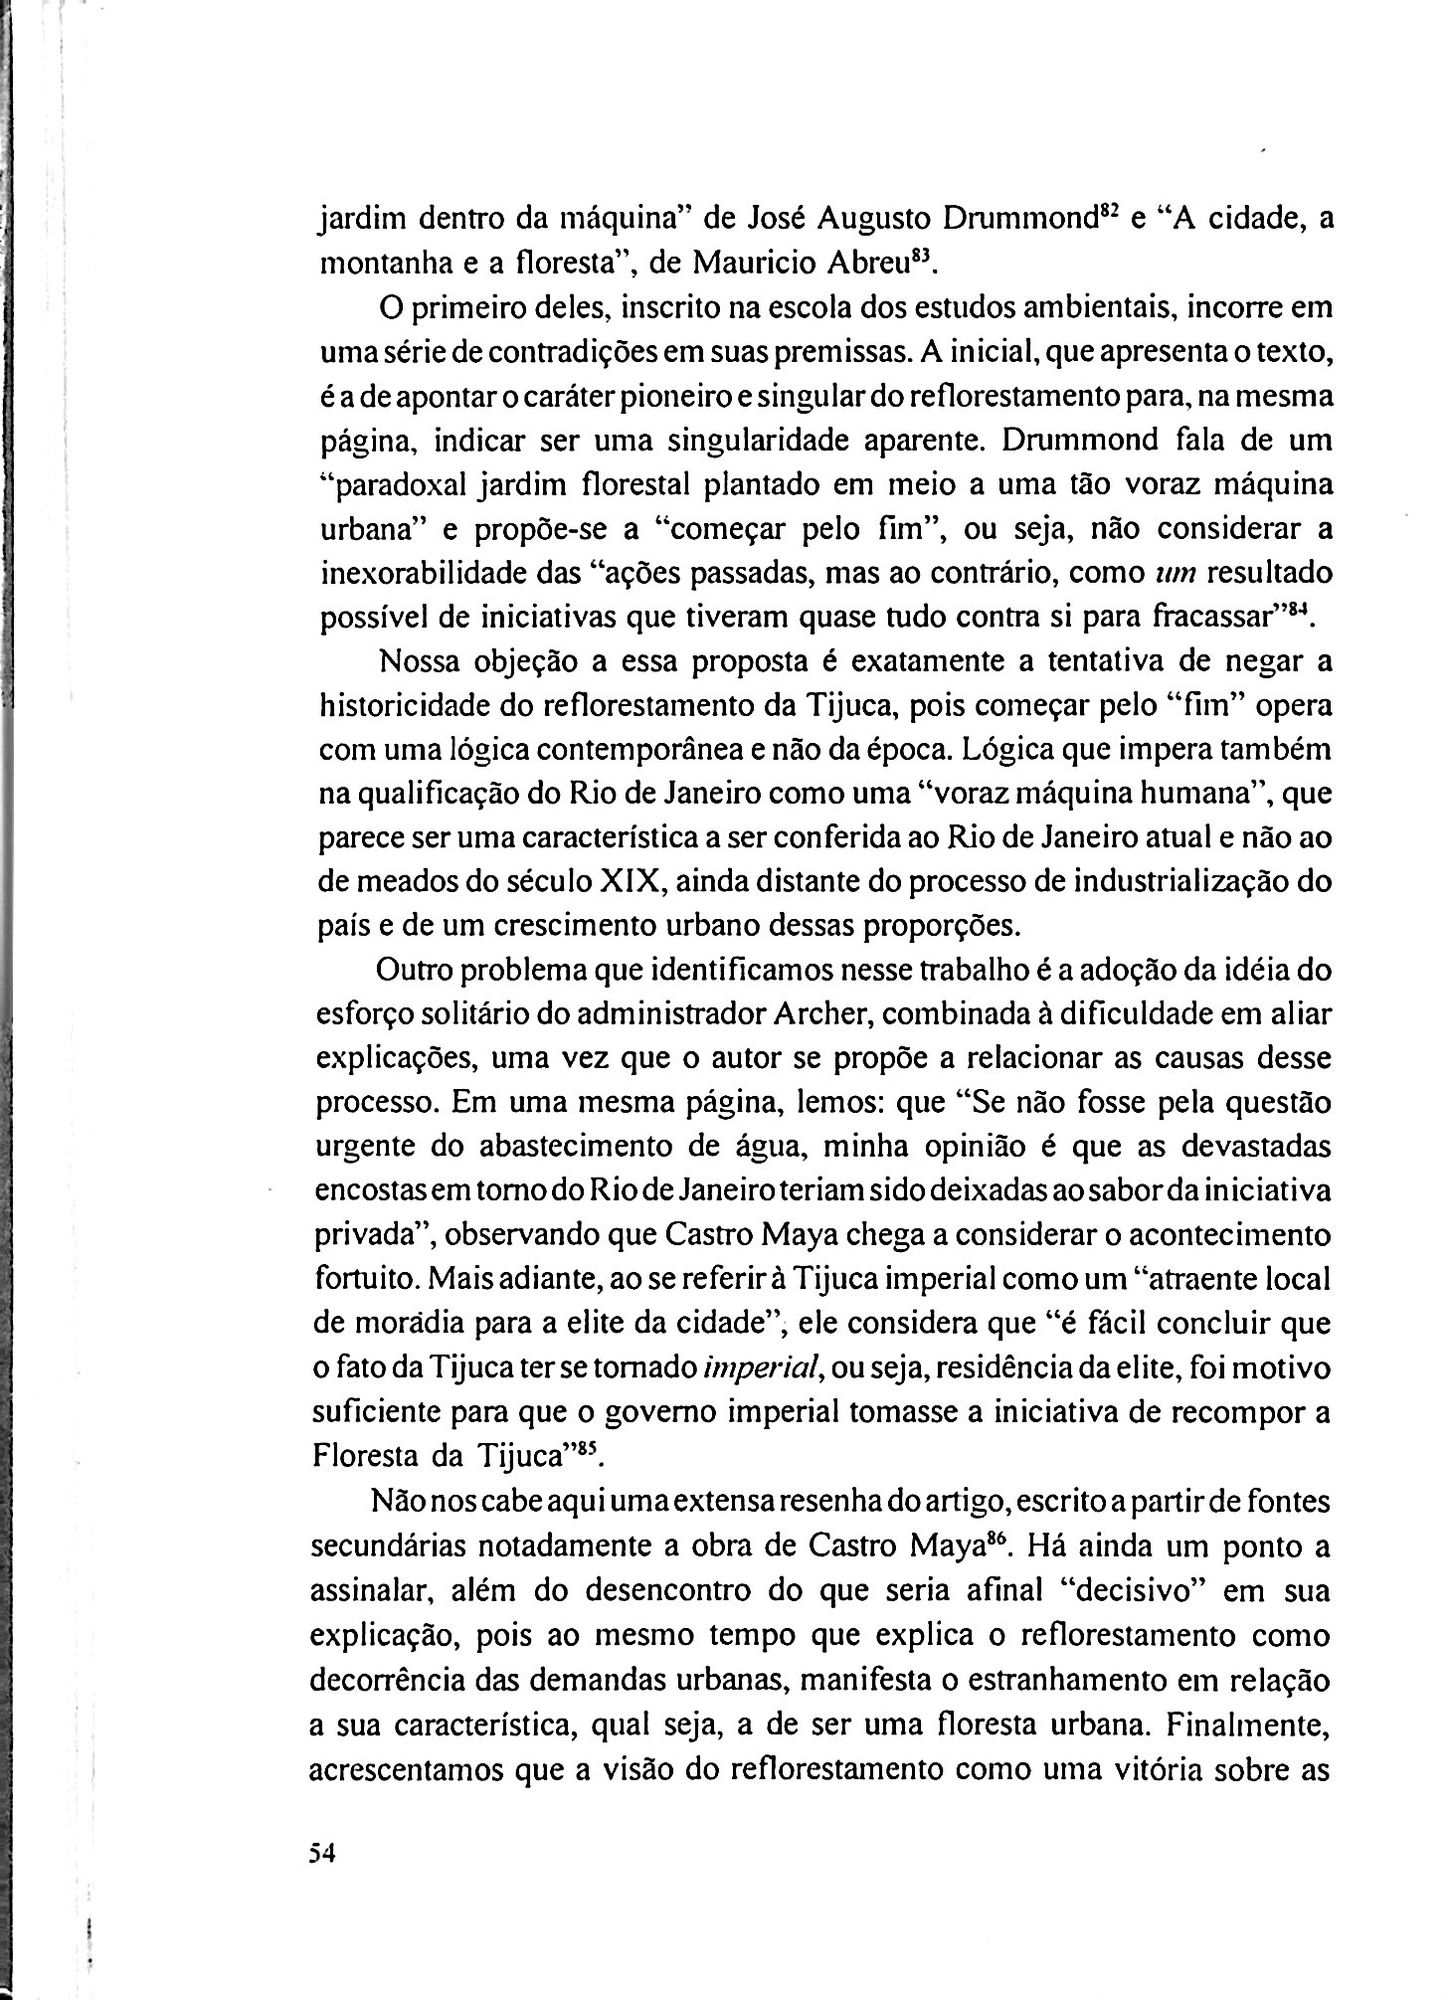 jardim dentro da máquina” de José Augusto Drummond⁸² e “A cidade, a
montanha e a floresta”, de Mauricio Abreu⁸³.
O primeiro deles, inscrito na escola dos estudos ambientais, incorre em
uma série de contradições em suas premissas. A inicial, que apresenta o texto,
é a de apontar o caráter pioneiro e singular do reflorestamento para, na mesma
página, indicar ser uma singularidade aparente. Drummond fala de um
“paradoxal jardim florestal plantado em meio a uma tão voraz máquina
urbana” e propõe-se a “começar pelo fim”, ou seja, não considerar a
inexorabilidade das “ações passadas, mas ao contrário, como um resultado
possível de iniciativas que tiveram quase tudo contra si para fracassar”⁸⁴.
Nossa objeção a essa proposta é exatamente a tentativa de negar a
historicidade do reflorestamento da Tijuca, pois começar pelo “fim” opera
com uma lógica contemporânea e não da época. Lógica que impera também
na qualificação do Rio de Janeiro como uma “voraz máquina humana”, que
parece ser uma característica a ser conferida ao Rio de Janeiro atual e não ao
de meados do século XIX, ainda distante do processo de industrialização do
país e de um crescimento urbano dessas proporções.
Outro problema que identificamos nesse trabalho é a adoção da idéia do
esforço solitário do administrador Archer, combinada à dificuldade em aliar
explicações, uma vez que o autor se propõe a relacionar as causas desse
processo. Em uma mesma página, lemos: que “Se não fosse pela questão
urgente do abastecimento de água, minha opinião é que as devastadas
encostas em torno do Rio de Janeiro teriam sido deixadas ao sabor da iniciativa
privada”, observando que Castro Maya chega a considerar o acontecimento
fortuito. Mais adiante, ao se referir à Tijuca imperial como um “atraente local
de moradia para a elite da cidade”, ele considera que “é fácil concluir que
o fato da Tijuca ter se tornado imperial, ou seja, residência da elite, foi motivo
suficiente para que o governo imperial tomasse a iniciativa de recompor a
Floresta da Tijuca”⁸⁵.
Não nos cabe aqui uma extensa resenha do artigo, escrito a partir de fontes
secundárias notadamente a obra de Castro Maya⁸⁶. Há ainda um ponto a
assinalar, além do desencontro do que seria afinal “decisivo” em sua
explicação, pois ao mesmo tempo que explica o reflorestamento como
decorrência das demandas urbanas, manifesta o estranhamento em relação
a sua característica, qual seja, a de ser uma floresta urbana. Finalmente,
acrescentamos que a visão do reflorestamento como uma vitória sobre as
54